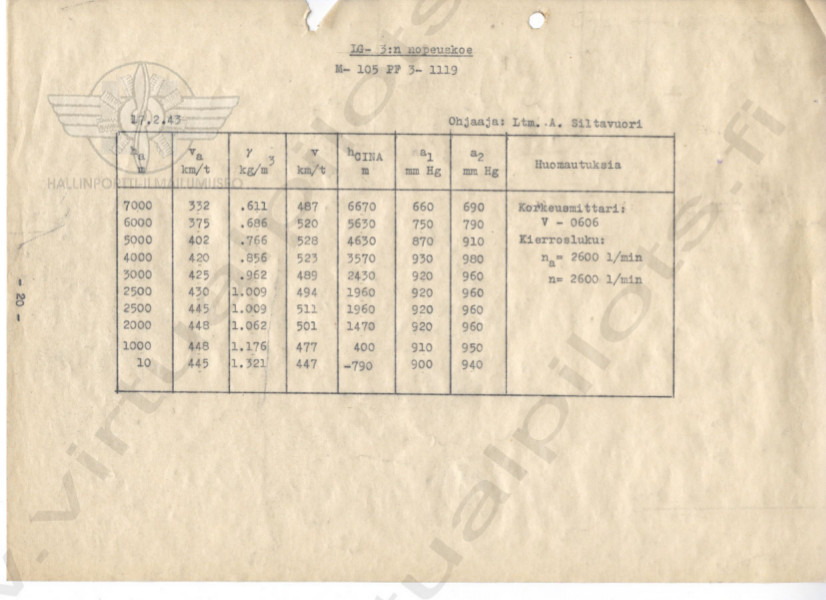 LG- 3:n nopeuskoe
M- 105 PF 3- 1119
17.2.43 Ohjaaja: Ltm. A. Siltavuori
hₐ vₐ γ v hCINA a₁ a₂ Huomautuksia
m km/t kg/m³ km/t m mm Hg mm Hg
HALLINPORTTI ILMAILUMUSEO
7000 332 .611 487 6670 660 690 Korkeusmittari:
6000 375 .686 520 5630 750 790 V - 0606
5000 402 .766 528 4630 870 910 Kierrosluku:
4000 420 .856 523 3570 930 980 nₐ= 2600 l/min
3000 425 .962 489 2430 920 960 n= 2600 l/min
2500 430 1.009 494 1960 920 960
2500 445 1.009 511 1960 920 960
2000 448 1.062 501 1470 920 960
1000 448 1.176 477 400 910 950
10 445 1.321 447 -790 900 940
- 20 -
v.virtualpilots.
tualpilots.fi